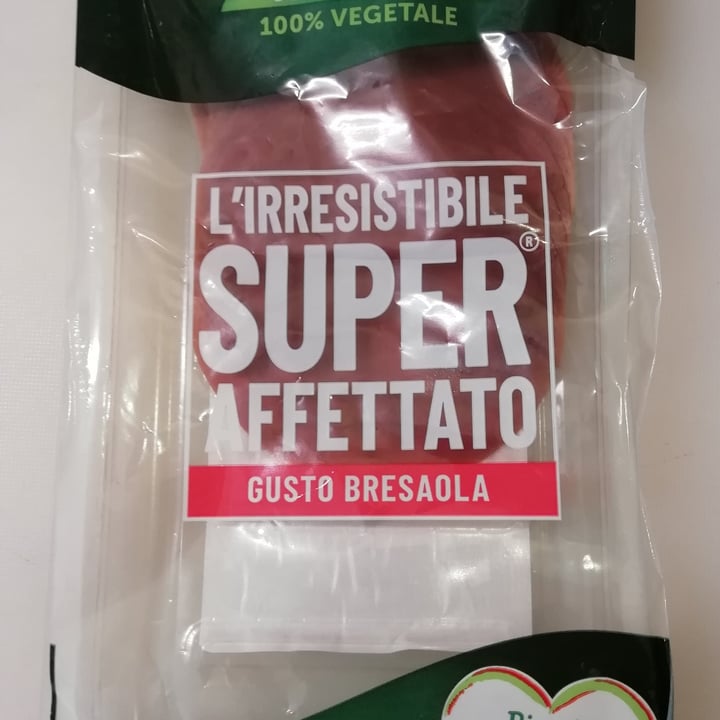 100% VEGETALE
L'IRRESISTIBILE
SUPER®
AFFETTATO
GUSTO BRESAOLA